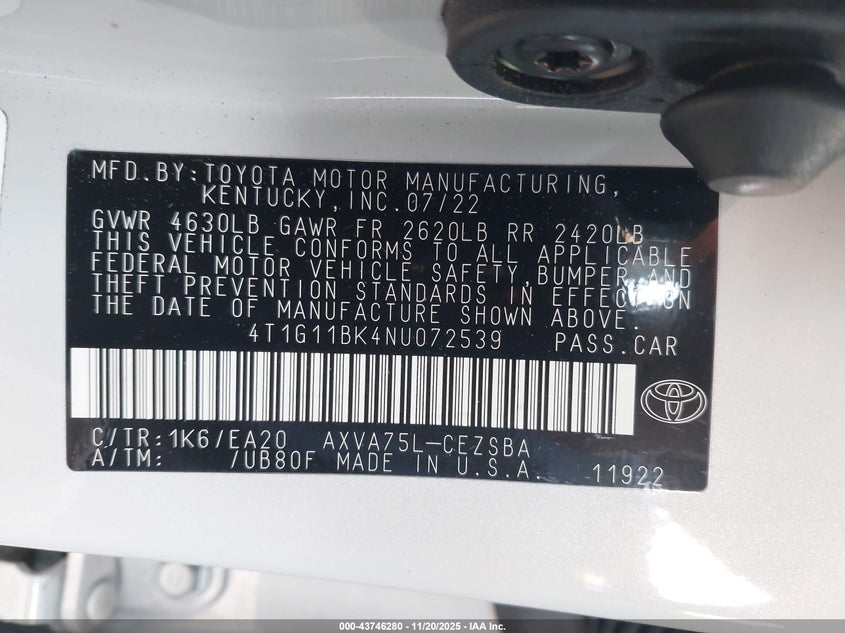 MFD.BY:TOYOTA MOTOR MANUFACTURING,
KENTUCKY,INC.07/22
GVWR 4630LB GAWR FR 2620LB RR 2420LB
THIS VEHICLE CONFORMS TO ALL APPLICABLE
FEDERAL MOTOR VEHICLE SAFETY,BUMPER,AND
THEFT PREVENTION STANDARDS IN EFFECT ON
THE DATE OF MANUFACTURE SHOWN ABOVE.
4T1G11BK4NU072539 PASS.CAR
C/TR:1K6/EA20 AXVA75L-CEZSBA
A/TM: /UB80F MADE IN U.S.A. 11922
000-43746280 - 11/20/2025 - IAA Inc.